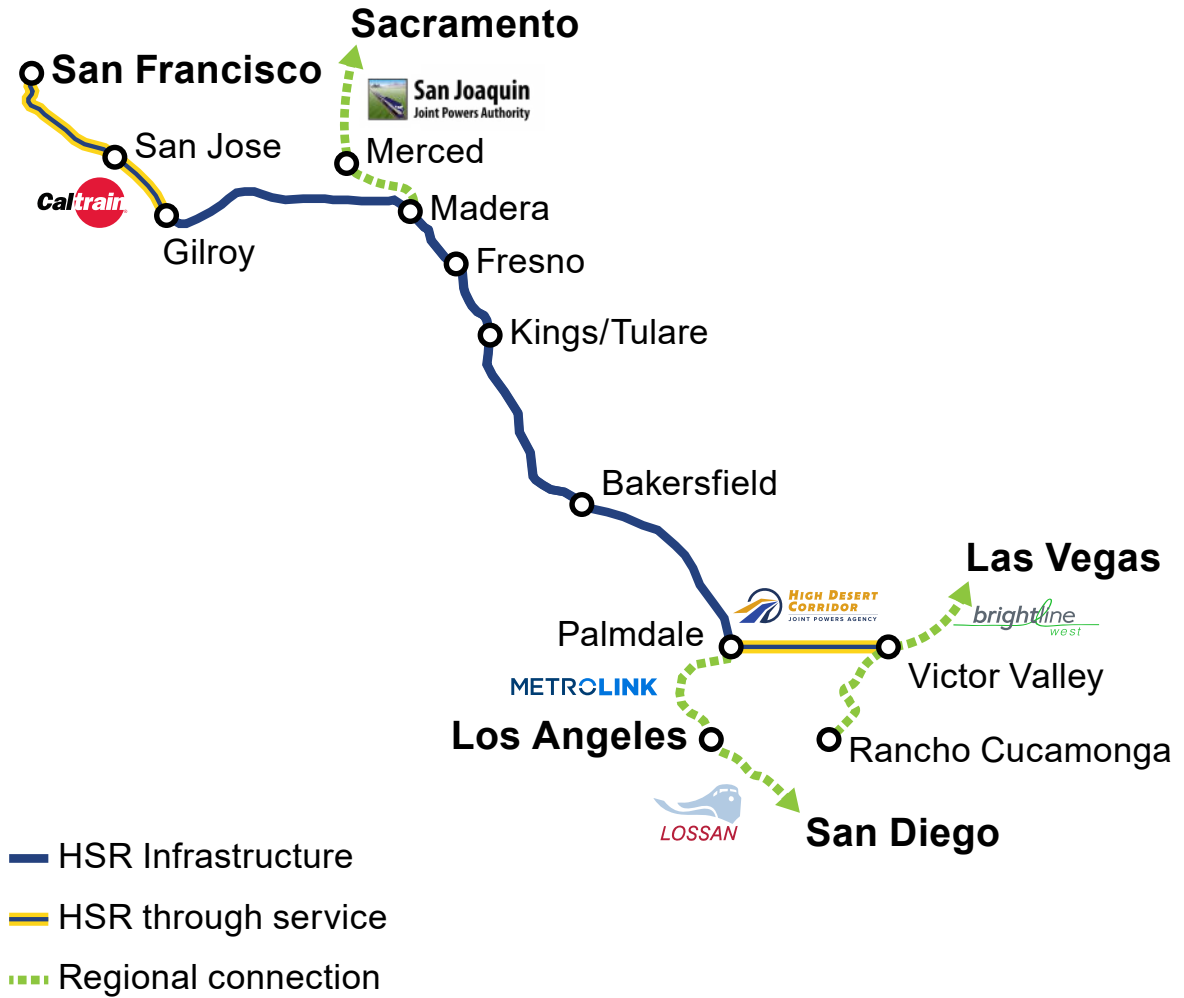 Sacramento
San Francisco
San Joaquin
Joint Powers Authority
San Jose
Merced
Caltrain
Madera
Gilroy
Fresno
Kings/Tulare
Bakersfield
Las Vegas
HIGH DESERT
CORRIDOR
JOINT POWERS AGENCY
brightline
west
Palmdale
Victor Valley
METROLINK
Los Angeles
Rancho Cucamonga
LOSSAN
San Diego
HSR Infrastructure
HSR through service
Regional connection